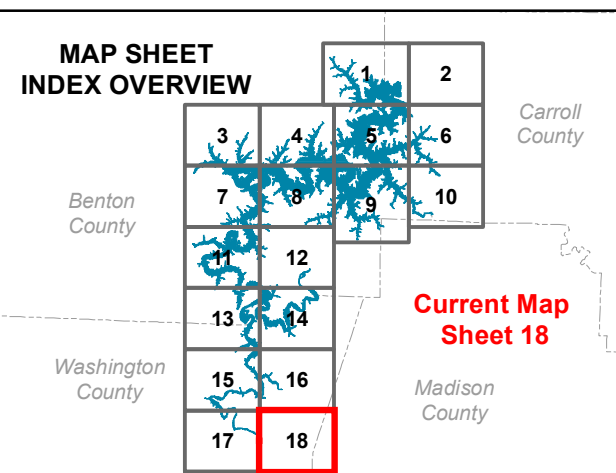 MAP SHEET
INDEX OVERVIEW
1
2
Carroll
County
3
4
5
6
Benton
County
7
8
9
10
11
12
Current Map
Sheet 18
13
14
Washington
County
15
16
Madison
County
17
18